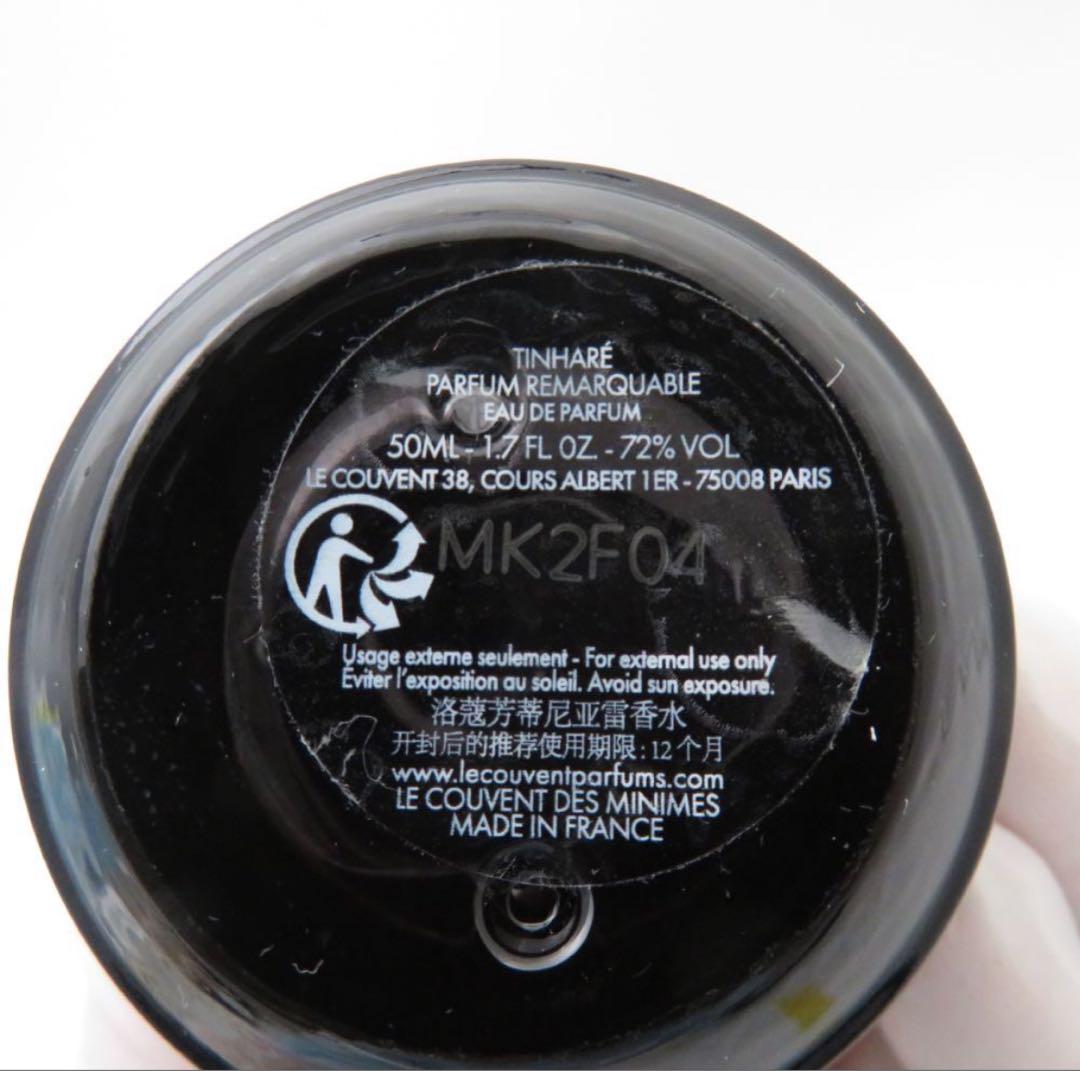 TINHARÉ
PARFUM REMARQUABLE
EAU DE PARFUM
50ML - 1.7 FL OZ. - 72% VOL.
LE COUVENT 38, COURS ALBERT 1ER - 75008 PARIS
MK2F04
Usage externe seulement - For external use only
Éviter l'exposition au soleil. Avoid sun exposure.
洛蔻芳蒂尼亚雷香水
开封后的推荐使用期限: 12个月
www.lecouventparfums.com
LE COUVENT DES MINIMES
MADE IN FRANCE